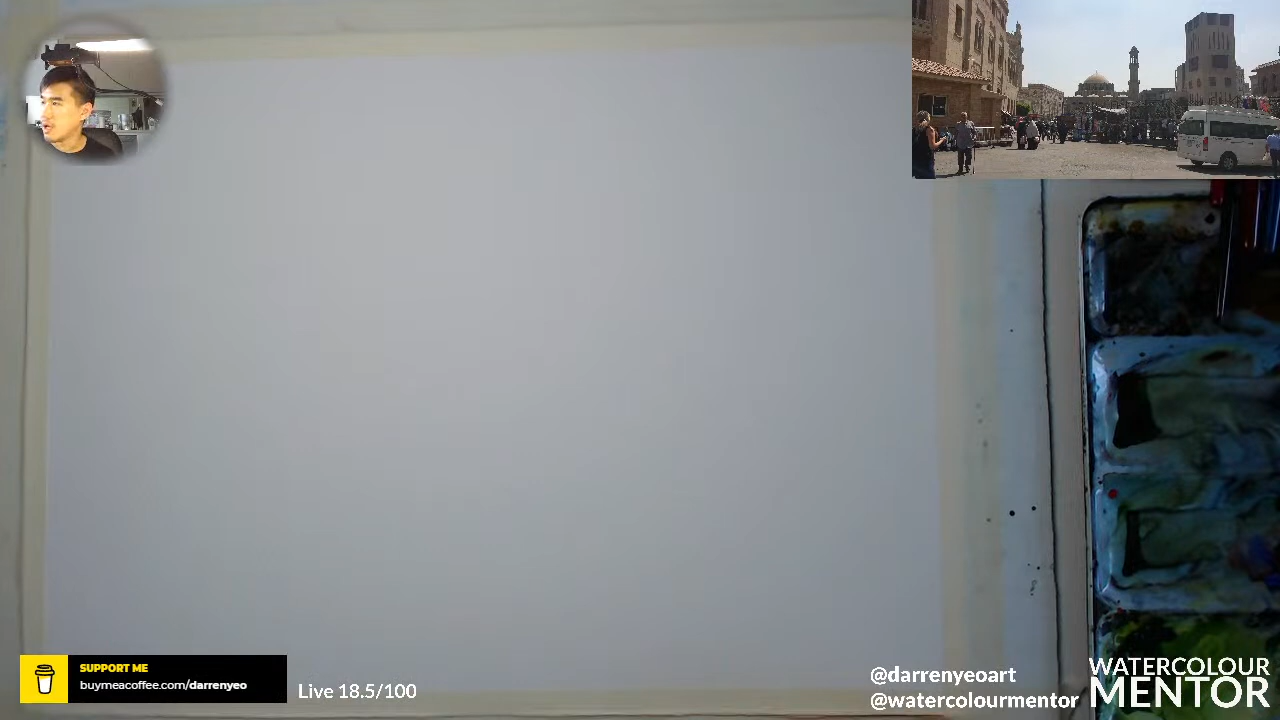 SUPPORT ME
buymeacoffee.com/darrenyeo
Live 18.5/100
@darrenyeoart
@watercolourmentor
WATERCOLOUR
MENTOR